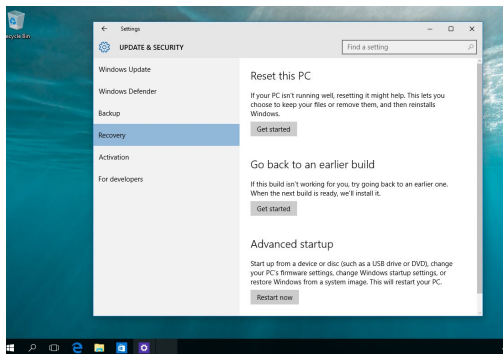 Recycle Bin
Settings
UPDATE & SECURITY
Find a setting
Windows Update
Windows Defender
Backup
Recovery
Activation
For developers
Reset this PC
If your PC isn't running well, resetting it might help. This lets you
choose to keep your files or remove them, and then reinstalls
Windows.
Get started
Go back to an earlier build
If this build isn't working for you, try going back to an earlier one.
When the next build is ready, we'll install it.
Get started
Advanced startup
Start up from a device or disc (such as a USB drive or DVD), change
your PC's firmware settings, change Windows startup settings, or
restore Windows from a system image. This will restart your PC.
Restart now